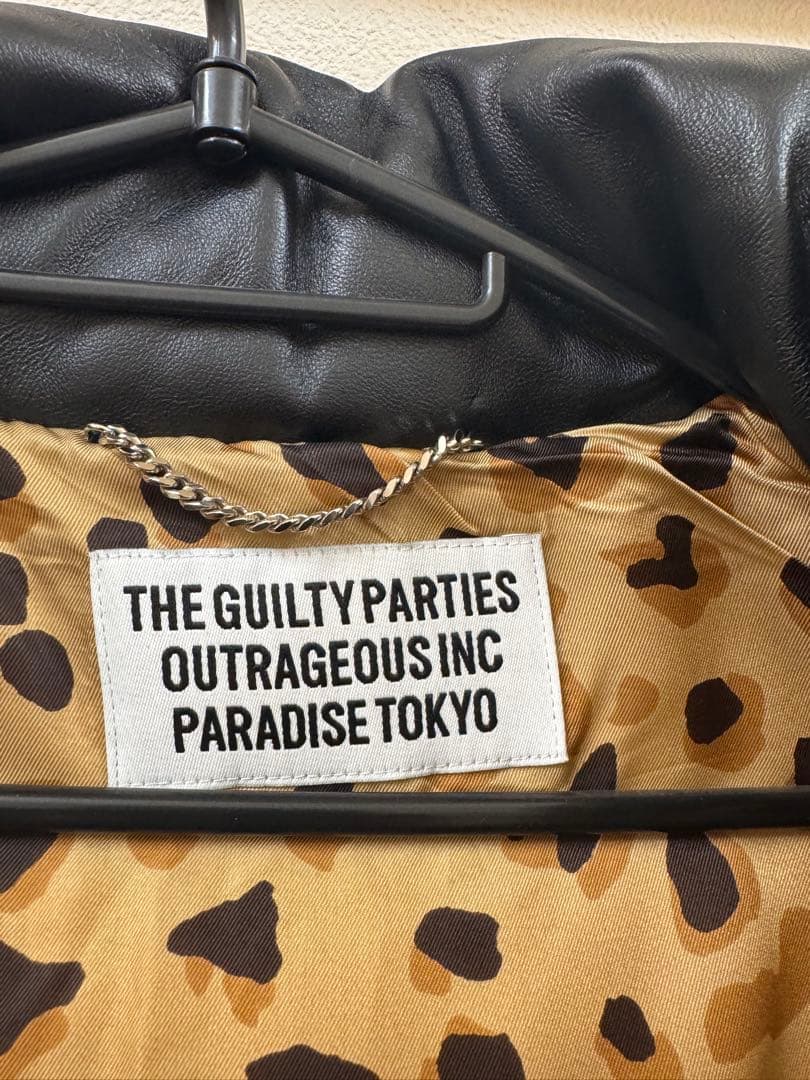 THE GUILTY PARTIES
OUTRAGEOUS INC
PARADISE TOKYO